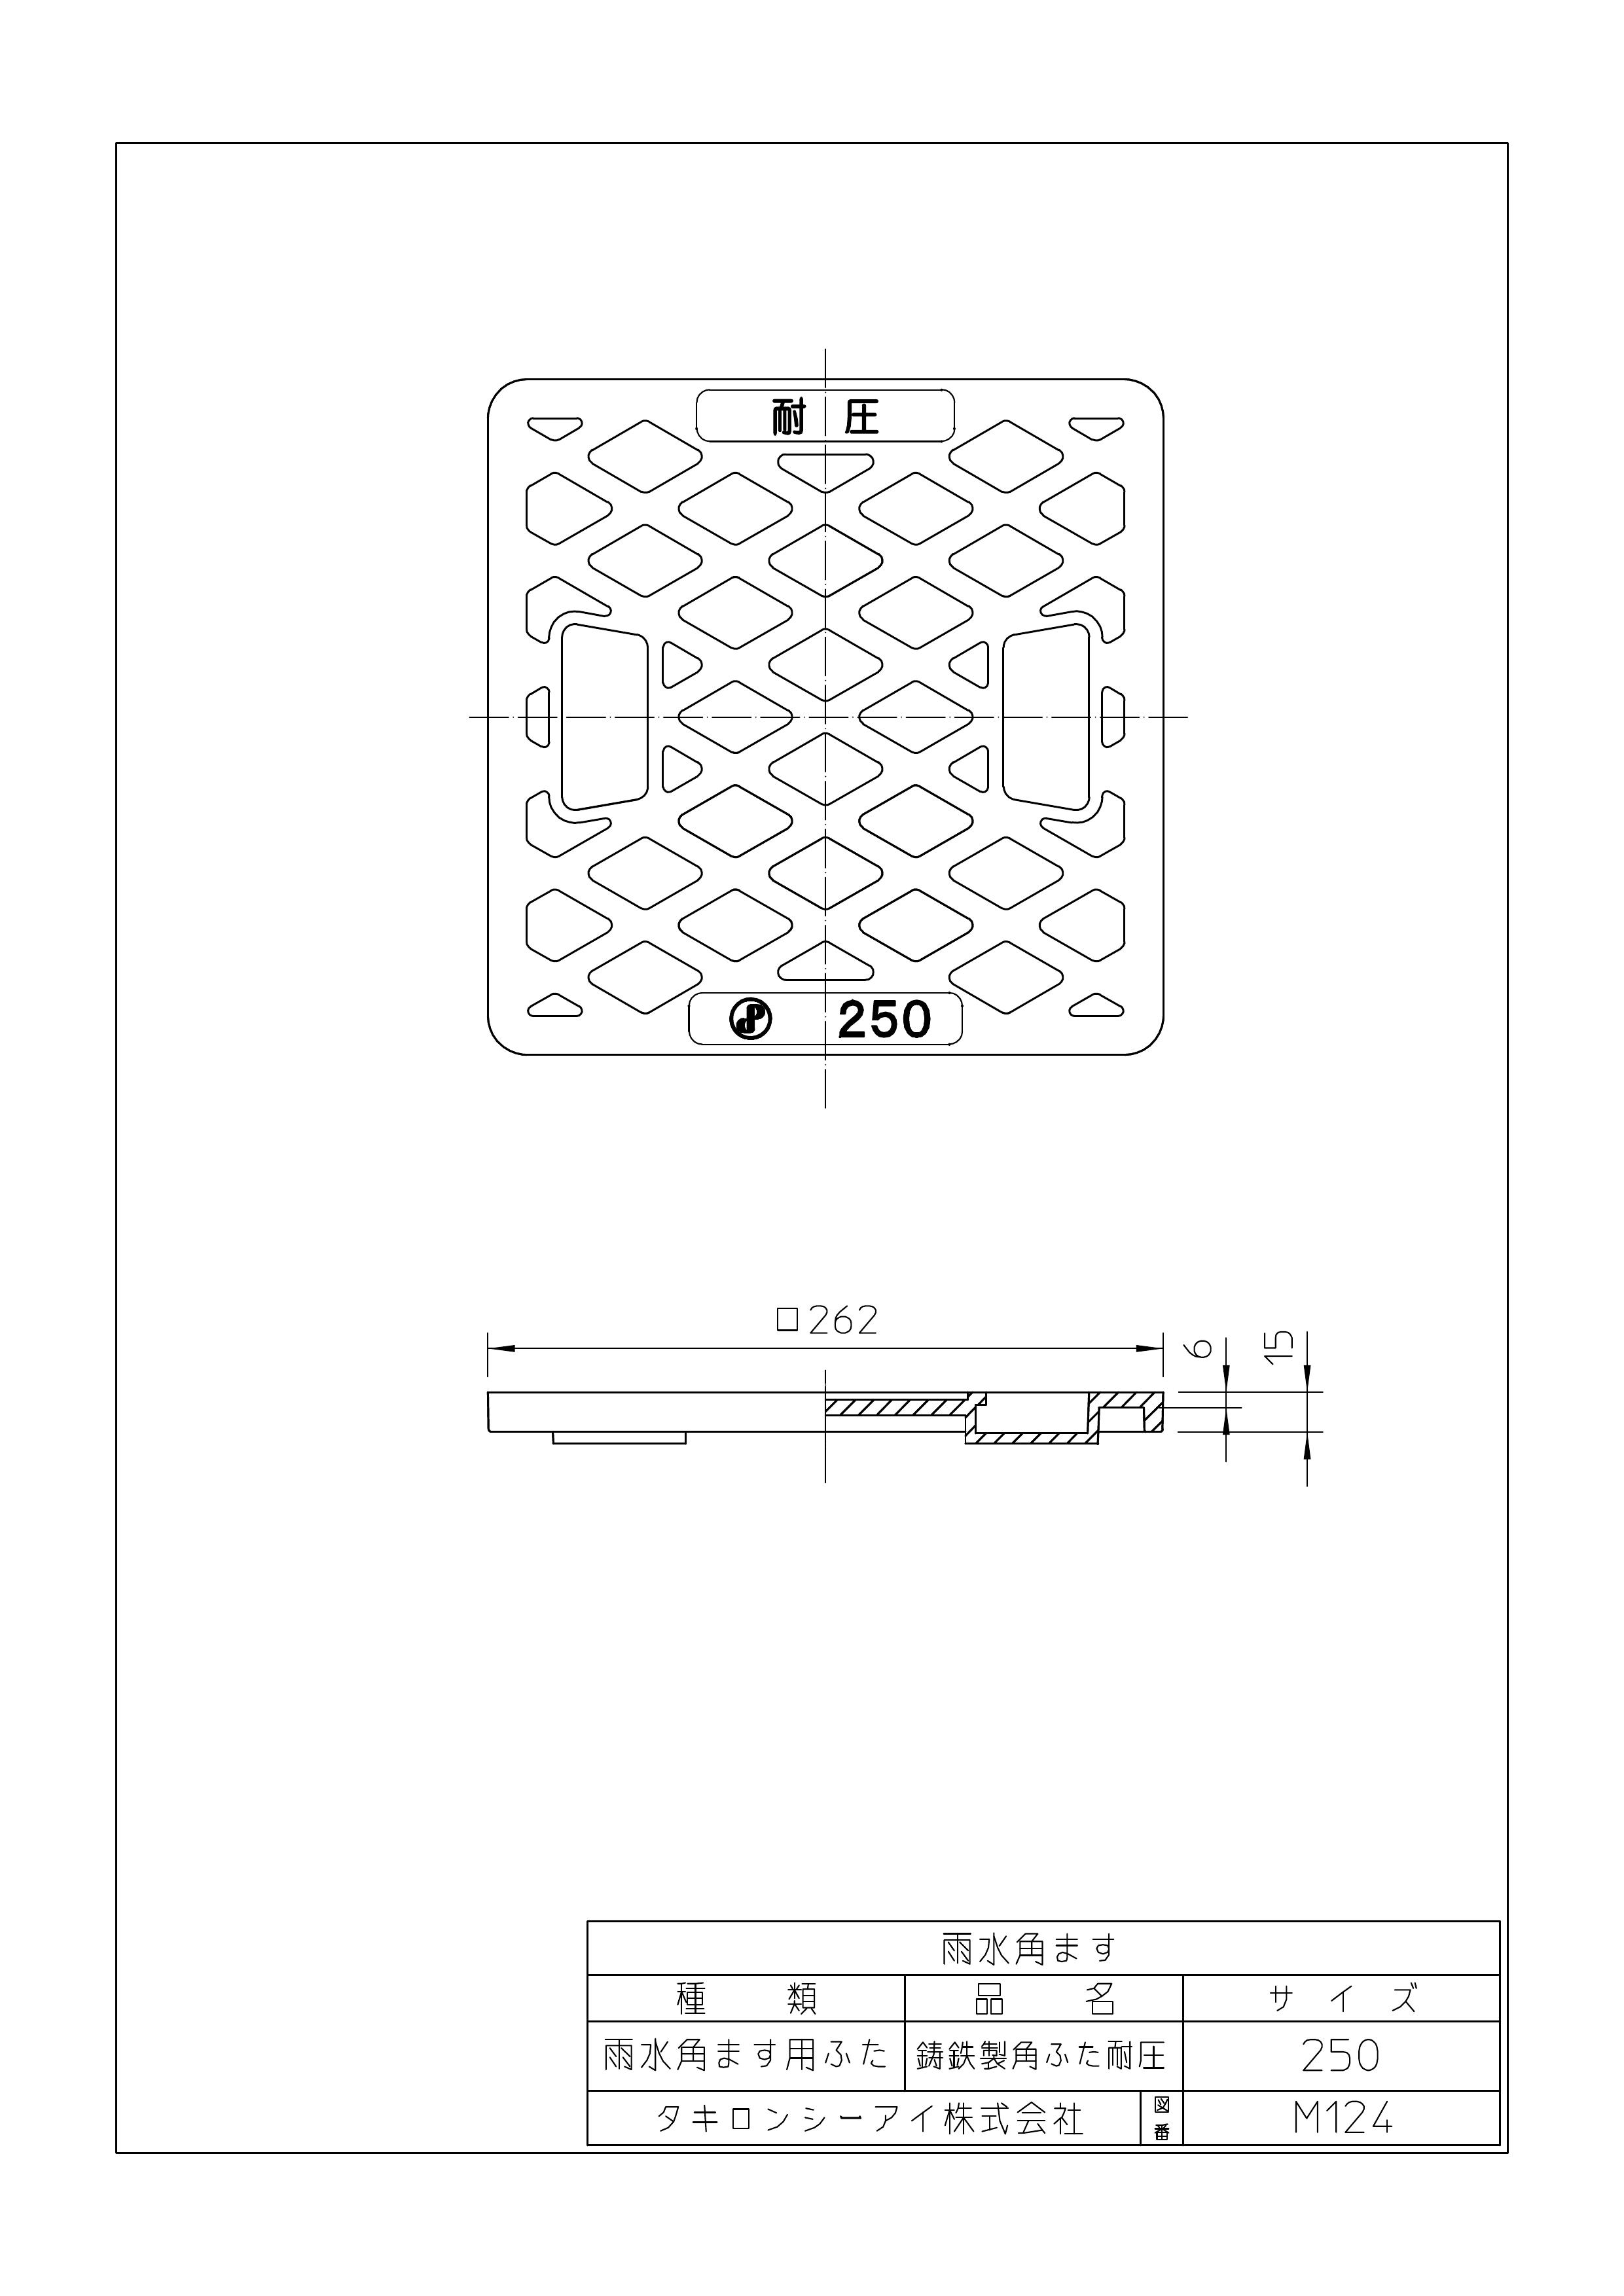 耐 圧
250
□262
6
15
雨水角ます
種 類 品 名 サ イ ズ
雨水角ます用ふた 鋳鉄製角ふた耐圧 250
タキロンシーアイ株式会社 図番 M124